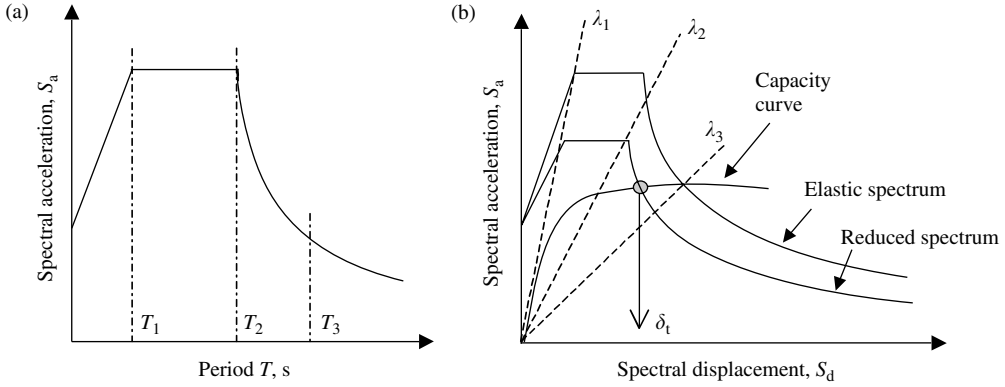 (a)
Spectral acceleration, Sₐ
T₁
T₂
T₃
Period T, s
(b)
Spectral acceleration, Sₐ
λ₁
λ₂
λ₃
Capacity
curve
Elastic spectrum
Reduced spectrum
δₜ
Spectral displacement, S_d